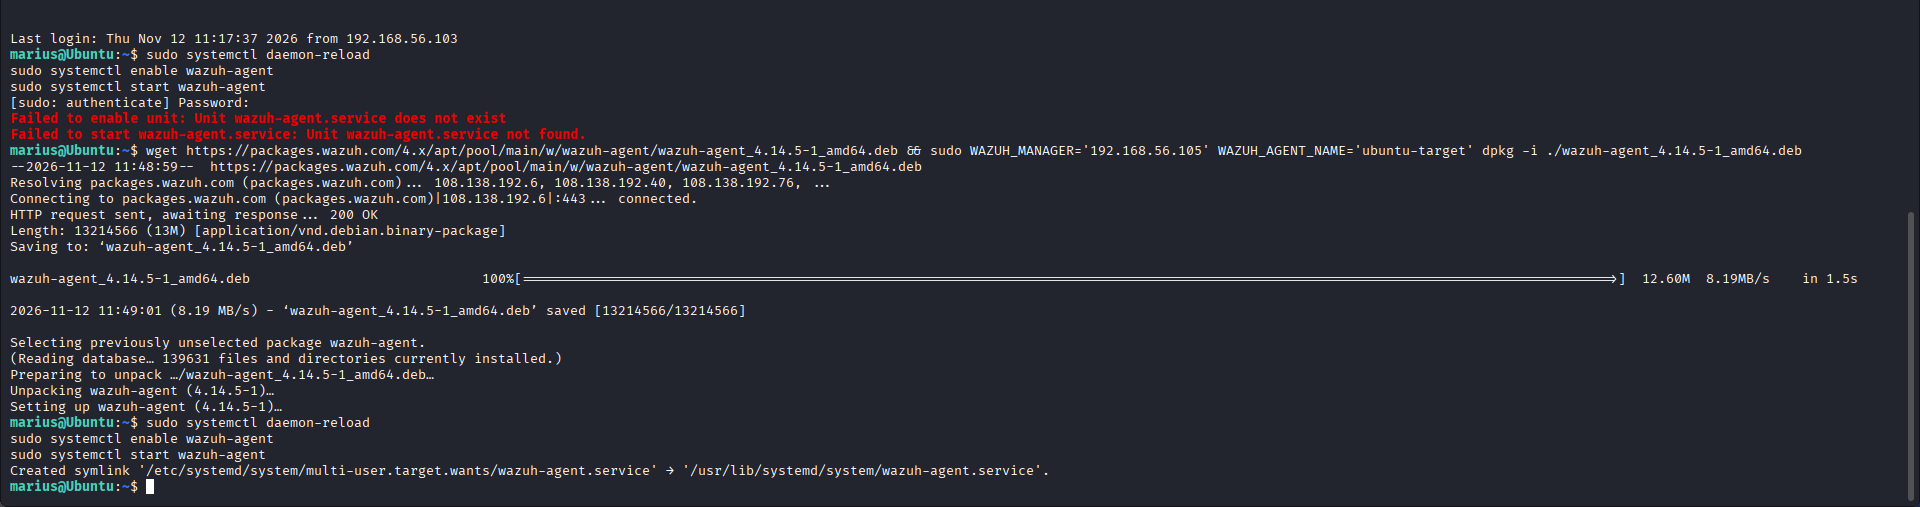 Last login: Thu Nov 12 11:17:37 2026 from 192.168.56.103
marius@Ubuntu:~$ sudo systemctl daemon-reload
sudo systemctl enable wazuh-agent
sudo systemctl start wazuh-agent
[sudo: authenticate] Password:
Failed to enable unit: Unit wazuh-agent.service does not exist
Failed to start wazuh-agent.service: Unit wazuh-agent.service not found.
marius@Ubuntu:~$ wget https://packages.wazuh.com/4.x/apt/pool/main/w/wazuh-agent/wazuh-agent_4.14.5-1_amd64.deb && sudo WAZUH_MANAGER='192.168.56.105' WAZUH_AGENT_NAME='ubuntu-target' dpkg -i ./wazuh-agent_4.14.5-1_amd64.deb
--2026-11-12 11:48:59--  https://packages.wazuh.com/4.x/apt/pool/main/w/wazuh-agent/wazuh-agent_4.14.5-1_amd64.deb
Resolving packages.wazuh.com (packages.wazuh.com)... 108.138.192.6, 108.138.192.40, 108.138.192.76, ...
Connecting to packages.wazuh.com (packages.wazuh.com)|108.138.192.6|:443... connected.
HTTP request sent, awaiting response... 200 OK
Length: 13214566 (13M) [application/vnd.debian.binary-package]
Saving to: ‘wazuh-agent_4.14.5-1_amd64.deb’
wazuh-agent_4.14.5-1_amd64.deb 100%[===================>] 12.60M 8.19MB/s in 1.5s
2026-11-12 11:49:01 (8.19 MB/s) - ‘wazuh-agent_4.14.5-1_amd64.deb’ saved [13214566/13214566]
Selecting previously unselected package wazuh-agent.
(Reading database… 139631 files and directories currently installed.)
Preparing to unpack …/wazuh-agent_4.14.5-1_amd64.deb…
Unpacking wazuh-agent (4.14.5-1)…
Setting up wazuh-agent (4.14.5-1)…
marius@Ubuntu:~$ sudo systemctl daemon-reload
sudo systemctl enable wazuh-agent
sudo systemctl start wazuh-agent
Created symlink '/etc/systemd/system/multi-user.target.wants/wazuh-agent.service' → '/usr/lib/systemd/system/wazuh-agent.service'.
marius@Ubuntu:~$